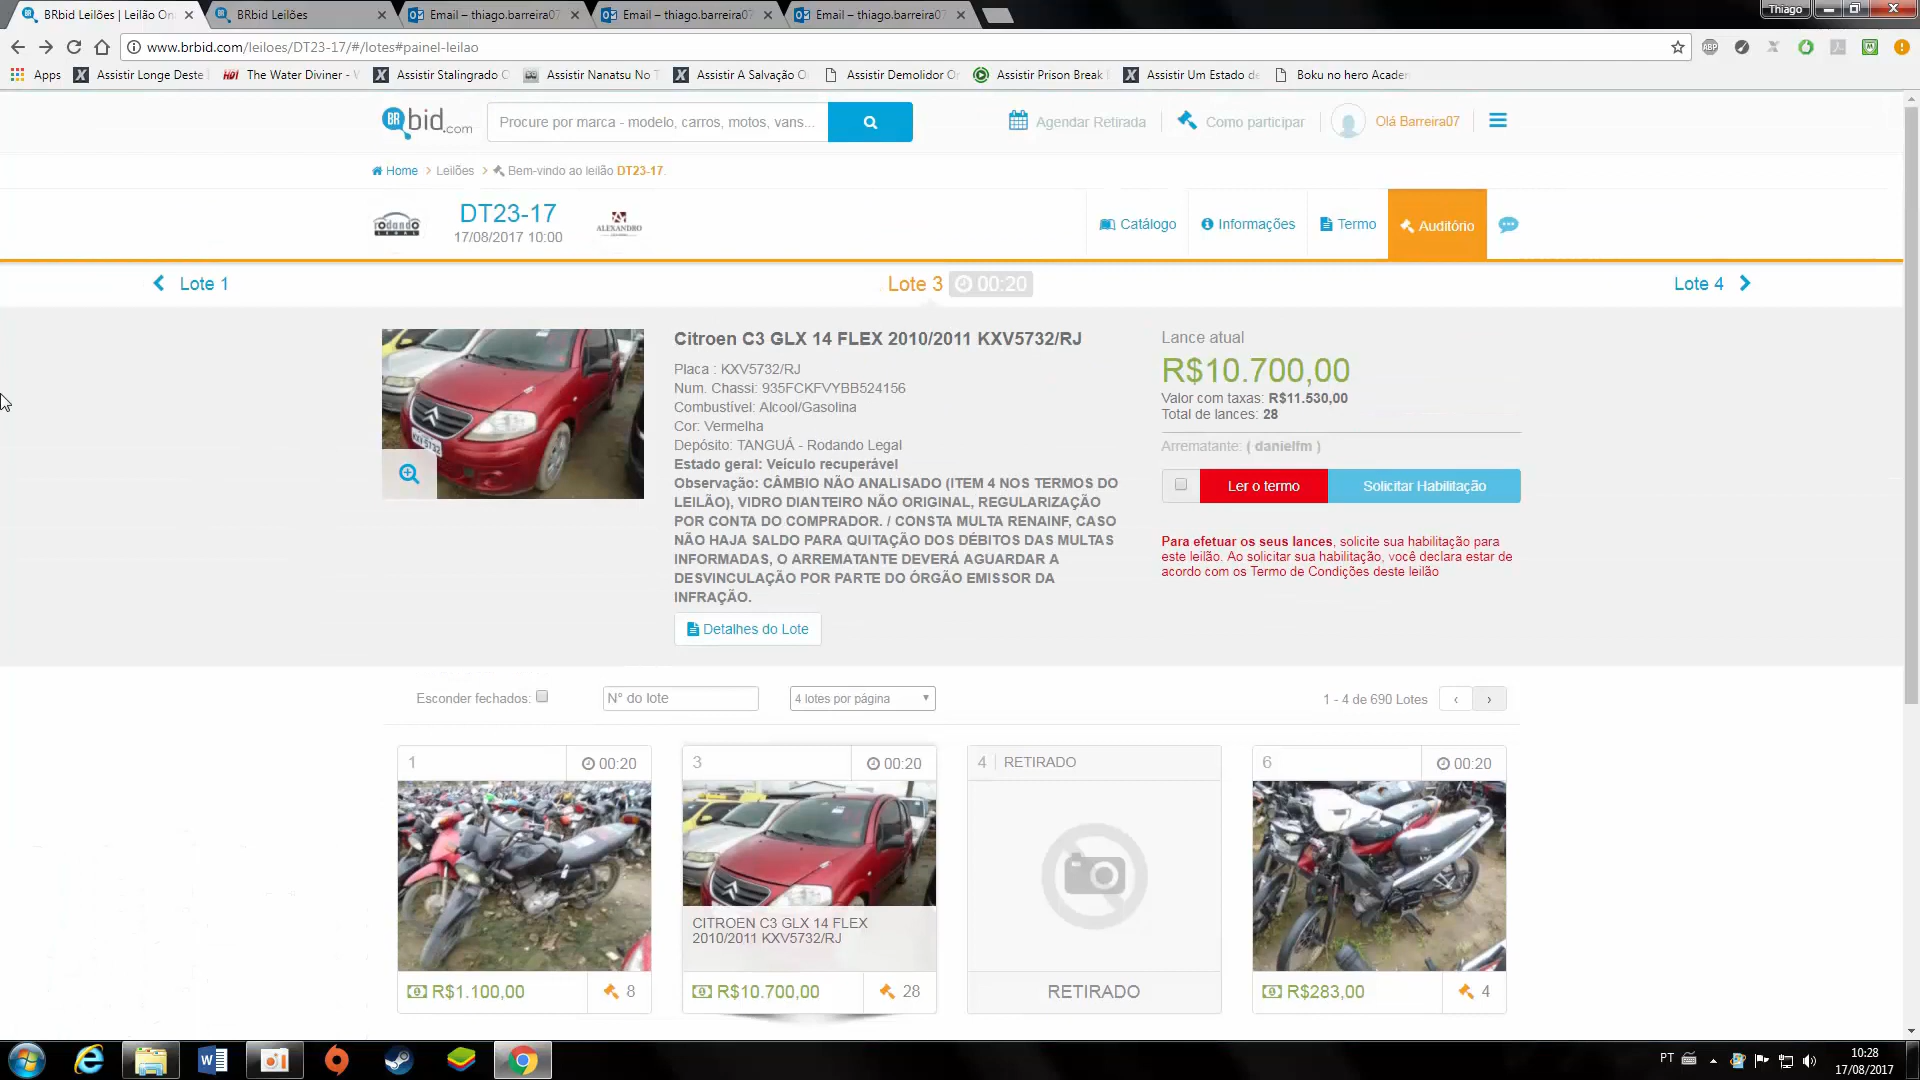 BRbid Leilões | Leilão On
BRbid Leilões
Email – thiago.barreira07
Email – thiago.barreira07
Email – thiago.barreira07
Thiago
www.brbid.com/leiloes/DT23-17/#/lotes#painel-leilao
ABP
Apps
Assistir Longe Deste
HD!
The Water Diviner -
Assistir Stalingrado
Assistir Nanatsu No T
Assistir A Salvação
Assistir Demolidor On
Assistir Prison Break
Assistir Um Estado de
Boku no hero Academ
BRbid.com
Procure por marca - modelo, carros, motos, vans...
Agendar Retirada
Como participar
Olá Barreira07
Home > Leilões > Bem-vindo ao leilão DT23-17.
rodando
LEGAL
DT23-17
17/08/2017 10:00
ALEXANDRO
Catálogo
Informações
Termo
Auditório
Lote 1
Lote 3 00:20
Lote 4
Citroen C3 GLX 14 FLEX 2010/2011 KXV5732/RJ
Placa : KXV5732/RJ
Num. Chassi: 935FCKFVYBB524156
Combustível: Alcool/Gasolina
Cor: Vermelha
Depósito: TANGUÁ - Rodando Legal
Estado geral: Veículo recuperável
Observação: CÂMBIO NÃO ANALISADO (ITEM 4 NOS TERMOS DO
LEILÃO), VIDRO DIANTEIRO NÃO ORIGINAL, REGULARIZAÇÃO
POR CONTA DO COMPRADOR. / CONSTA MULTA RENAINF, CASO
NÃO HAJA SALDO PARA QUITAÇÃO DOS DÉBITOS DAS MULTAS
INFORMADAS, O ARREMATANTE DEVERÁ AGUARDAR A
DESVINCULAÇÃO POR PARTE DO ÓRGÃO EMISSOR DA
INFRAÇÃO.
Detalhes do Lote
Lance atual
R$10.700,00
Valor com taxas: R$11.530,00
Total de lances: 28
Arrematante: ( danielfm )
Ler o termo
Solicitar Habilitação
Para efetuar os seus lances, solicite sua habilitação para
este leilão. Ao solicitar sua habilitação, você declara estar de
acordo com os Termo de Condições deste leilão
Esconder fechados:
N° do lote
4 lotes por página
1 - 4 de 690 Lotes
‹
›
1
00:20
3
00:20
4 | RETIRADO
6
00:20
CITROEN C3 GLX 14 FLEX
2010/2011 KXV5732/RJ
R$1.100,00
8
R$10.700,00
28
RETIRADO
R$283,00
4
PT
10:28
17/08/2017